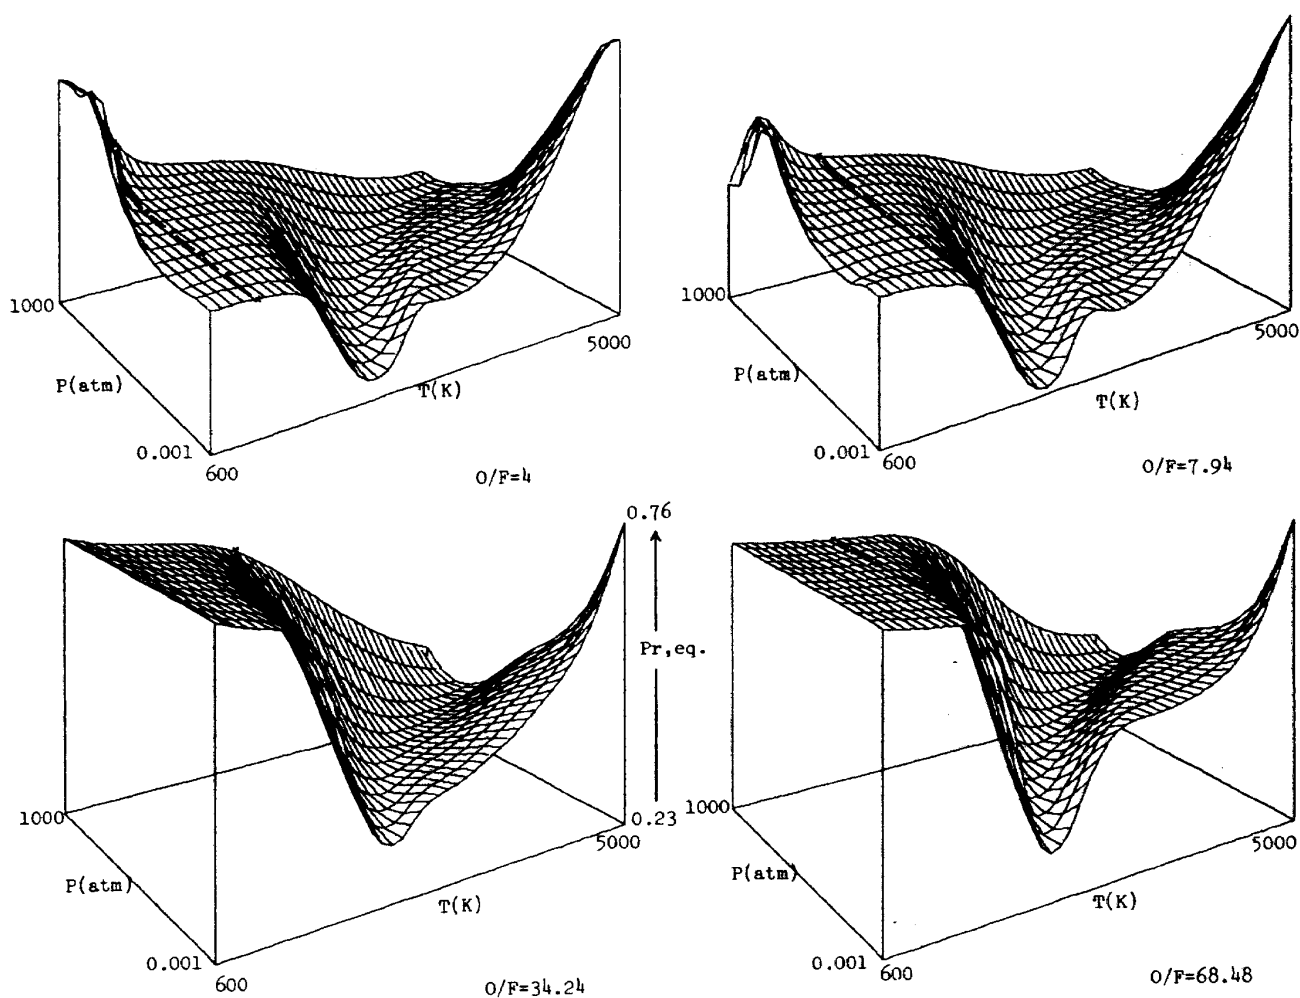 1000
P(atm)
0.001
600
T(K)
5000
O/F=4
1000
P(atm)
0.001
600
T(K)
5000
O/F=7.94
0.76
Pr,eq.
0.23
1000
P(atm)
0.001
600
T(K)
5000
O/F=34.24
1000
P(atm)
0.001
600
T(K)
5000
O/F=68.48